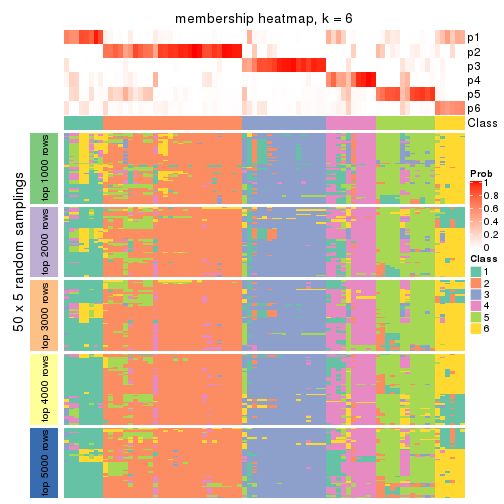 membership heatmap, k = 6
p1
p2
p3
p4
p5
p6
Class
50 x 5 random samplings
top 1000 rows
top 2000 rows
top 3000 rows
top 4000 rows
top 5000 rows
Prob
1
0.8
0.6
0.4
0.2
0
Class
1
2
3
4
5
6